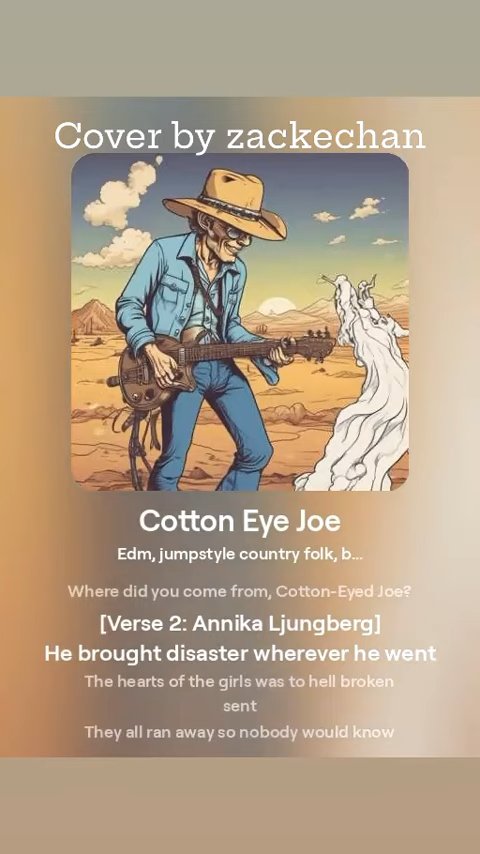 Cover by zackechan
Cotton Eye Joe
Edm, jumpstyle country folk, b...
Where did you come from, Cotton-Eyed Joe?
[Verse 2: Annika Ljungberg]
He brought disaster wherever he went
The hearts of the girls was to hell broken
sent
They all ran away so nobody would know